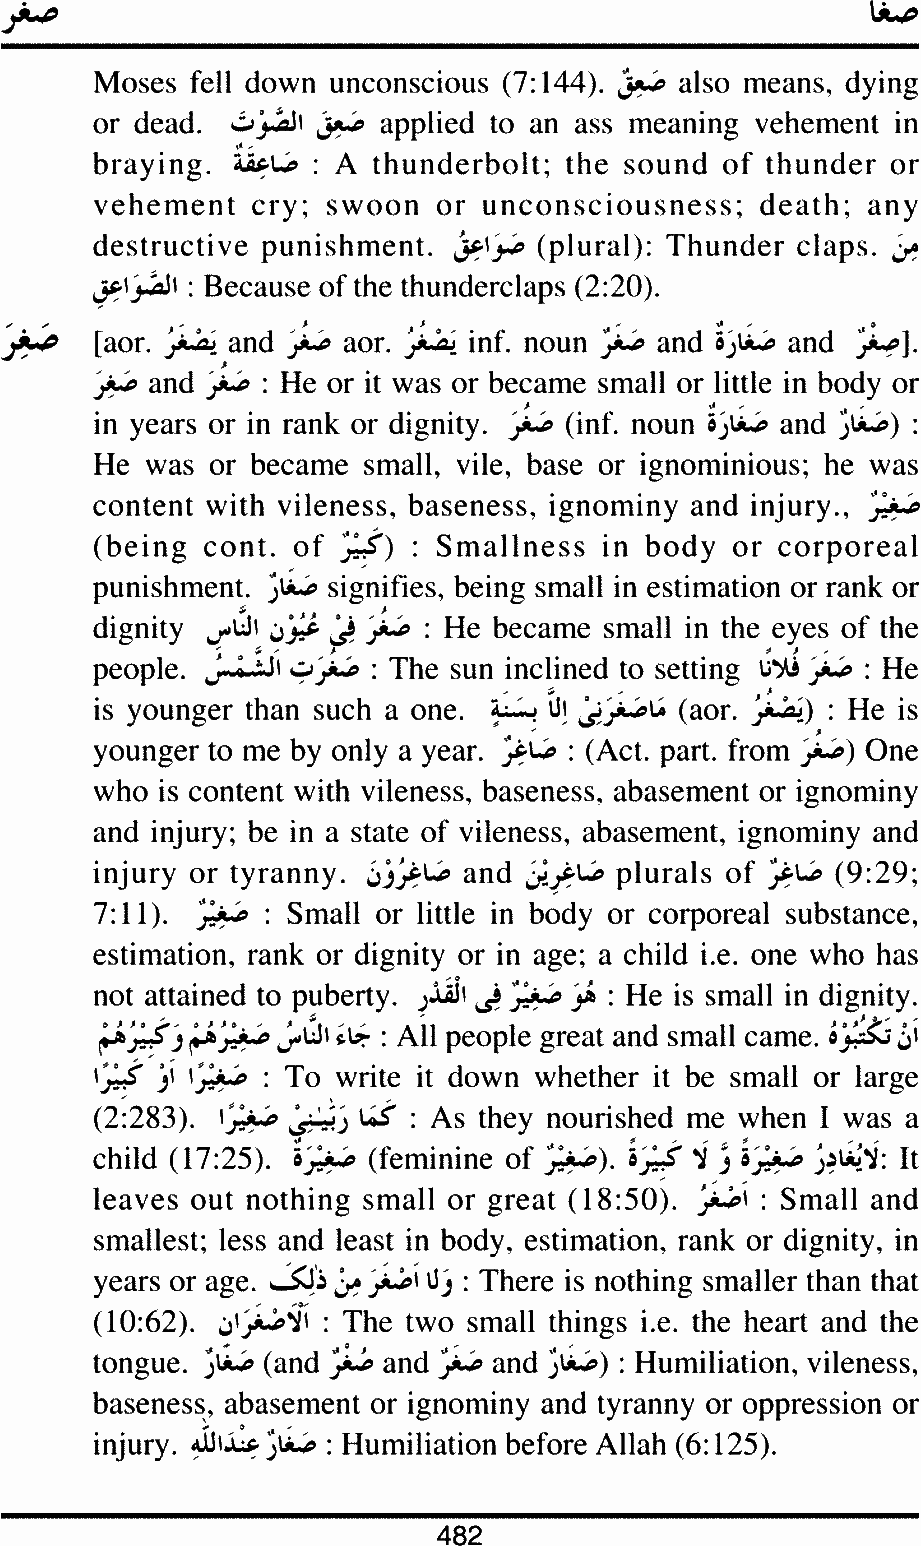 صغر صغا
Moses fell down unconscious (7:144). صَعِقٌ also means, dying
or dead. صَعِقَ الصَّوْتَ applied to an ass meaning vehement in
braying. صَاعِقَةٌ : A thunderbolt; the sound of thunder or
vehement cry; swoon or unconsciousness; death; any
destructive punishment. صَوَاعِقُ (plural): Thunder claps. مِنَ
الصَّوَاعِقِ : Because of the thunderclaps (2:20).
صَغِرَ [aor. يَصْغَرُ and صَغُرَ aor. يَصْغُرُ inf. noun صَغَرٌ and صَغَارَةٌ and صِغْرٌ].
صَغِرَ and صَغُرَ : He or it was or became small or little in body or
in years or in rank or dignity. صَغُرَ (inf. noun صَغَارَةٌ and صَغَارٌ) :
He was or became small, vile, base or ignominious; he was
content with vileness, baseness, ignominy and injury., صَغِيْرٌ
(being cont. of كَبِيْرٌ) : Smallness in body or corporeal
punishment. صَغَارٌ signifies, being small in estimation or rank or
dignity صَغُرَ فِىْ عُيُوْنِ النَّاسِ : He became small in the eyes of the
people. صَغُرَتِ الشَّمْسُ : The sun inclined to setting صَغُرَ فُلَانًا : He
is younger than such a one. مَاصَغَرَنِىْ اِلَّا بِسَنَةٍ (aor. يَصْغُرُ) : He is
younger to me by only a year. صَاغِرٌ : (Act. part. from صَغُرَ) One
who is content with vileness, baseness, abasement or ignominy
and injury; be in a state of vileness, abasement, ignominy and
injury or tyranny. صَاغِرُوْنَ and صَاغِرِيْنَ plurals of صَاغِرٌ (9:29;
7:11). صَغِيْرٌ : Small or little in body or corporeal substance,
estimation, rank or dignity or in age; a child i.e. one who has
not attained to puberty. هُوَ صَغِيْرٌ فِى الْقَدْرِ : He is small in dignity.
جَاءَ النَّاسُ صَغِيْرُهُمْ وَكَبِيْرُهُمْ : All people great and small came. اَنْ تَكْتُبُوْهُ
صَغِيْرًا اَوْ كَبِيْرًا : To write it down whether it be small or large
(2:283). كَمَا رَبَّيٰنِيْ صَغِيْرًا : As they nourished me when I was a
child (17:25). صَغِيْرَةٌ (feminine of صَغِيْرٌ). لَايُغَادِرُ صَغِيْرَةً وَّ لَا كَبِيْرَةً: It
leaves out nothing small or great (18:50). اَصْغَرُ : Small and
smallest; less and least in body, estimation, rank or dignity, in
years or age. وَلَا اَصْغَرَ مِنْ ذٰلِكَ : There is nothing smaller than that
(10:62). اَلْاَصْغَرَانِ : The two small things i.e. the heart and the
tongue. صَغَارٌ (and صُغْرٌ and صَغَرٌ and صَغَارٌ) : Humiliation, vileness,
baseness, abasement or ignominy and tyranny or oppression or
injury. صَغَارٌ عِنْدَاللّٰهِ : Humiliation before Allah (6:125).
482